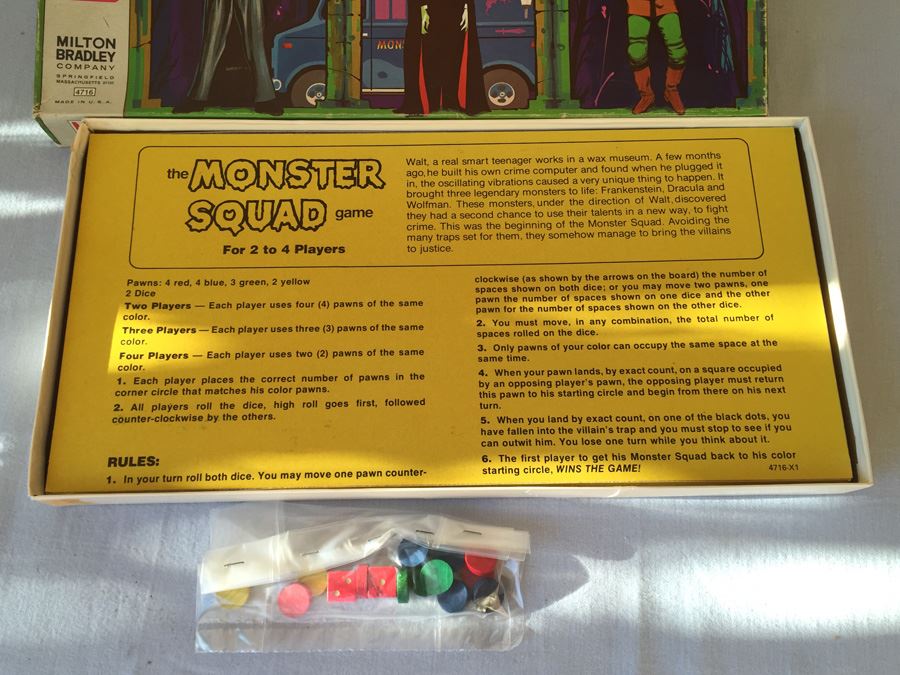 MILTON
BRADLEY
COMPANY
SPRINGFIELD
MASSACHUSETTS
4716
MADE IN U.S.A.
MON
the MONSTER
SQUAD game
For 2 to 4 Players
Walt, a real smart teenager works in a wax museum. A few months
ago, he built his own crime computer and found when he plugged it
in, the oscillating vibrations caused a very unique thing to happen. It
brought three legendary monsters to life: Frankenstein, Dracula and
Wolfman. These monsters, under the direction of Walt, discovered
they had a second chance to use their talents in a new way, to fight
crime. This was the beginning of the Monster Squad. Avoiding the
many traps set for them, they somehow manage to bring the villains
to justice.
Pawns: 4 red, 4 blue, 3 green, 2 yellow
2 Dice
Two Players — Each player uses four (4) pawns of the same
color.
Three Players — Each player uses three (3) pawns of the same
color.
Four Players — Each player uses two (2) pawns of the same
color.
1. Each player places the correct number of pawns in the
corner circle that matches his color pawns.
2. All players roll the dice, high roll goes first, followed
counter-clockwise by the others.
RULES:
1. In your turn roll both dice. You may move one pawn counter-
clockwise (as shown by the arrows on the board) the number of
spaces shown on both dice; or you may move two pawns, one
pawn the number of spaces shown on one dice and the other
pawn for the number of spaces shown on the other dice.
2. You must move, in any combination, the total number of
spaces rolled on the dice.
3. Only pawns of your color can occupy the same space at the
same time.
4. When your pawn lands, by exact count, on a square occupied
by an opposing player's pawn, the opposing player must return
this pawn to his starting circle and begin from there on his next
turn.
5. When you land by exact count, on one of the black dots, you
have fallen into the villain's trap and you must stop to see if you
can outwit him. You lose one turn while you think about it.
6. The first player to get his Monster Squad back to his color
starting circle, WINS THE GAME!
4716-X1